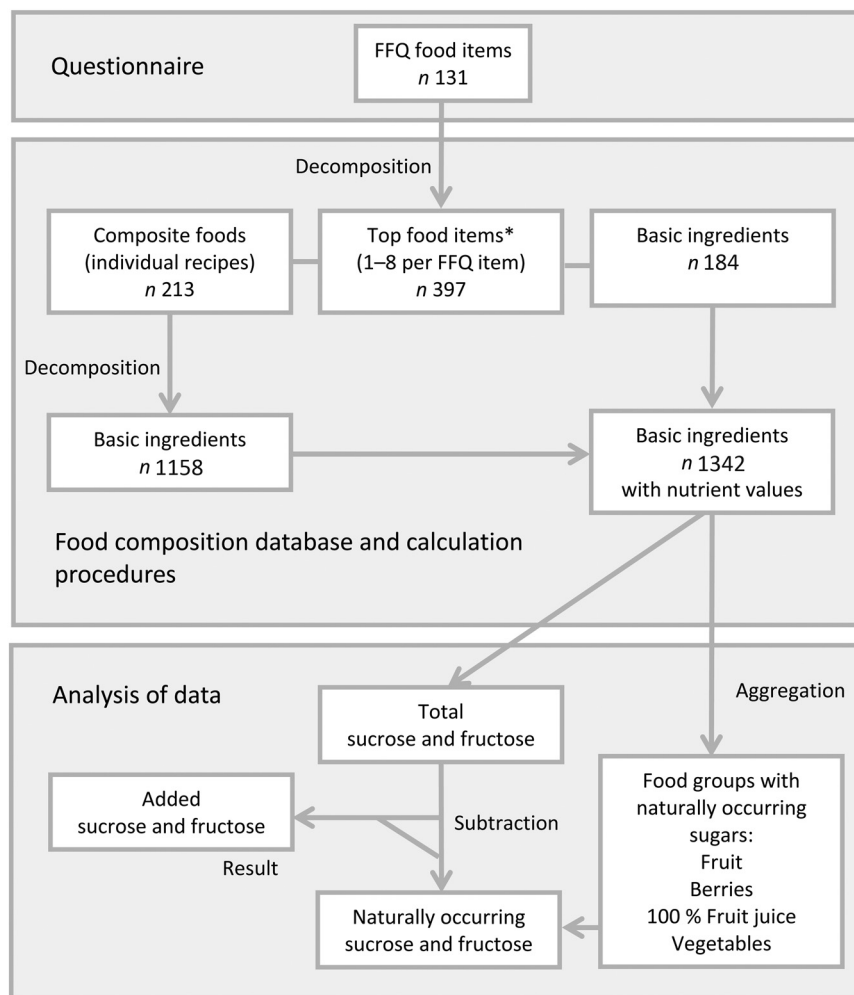 Questionnaire
FFQ food items
n 131
Decomposition
Composite foods
(individual recipes)
n 213
Top food items*
(1–8 per FFQ item)
n 397
Basic ingredients
n 184
Decomposition
Basic ingredients
n 1158
Basic ingredients
n 1342
with nutrient values
Food composition database and calculation
procedures
Analysis of data
Total
sucrose and fructose
Aggregation
Added
sucrose and fructose
Subtraction
Result
Naturally occurring
sucrose and fructose
Food groups with
naturally occurring
sugars:
Fruit
Berries
100 % Fruit juice
Vegetables